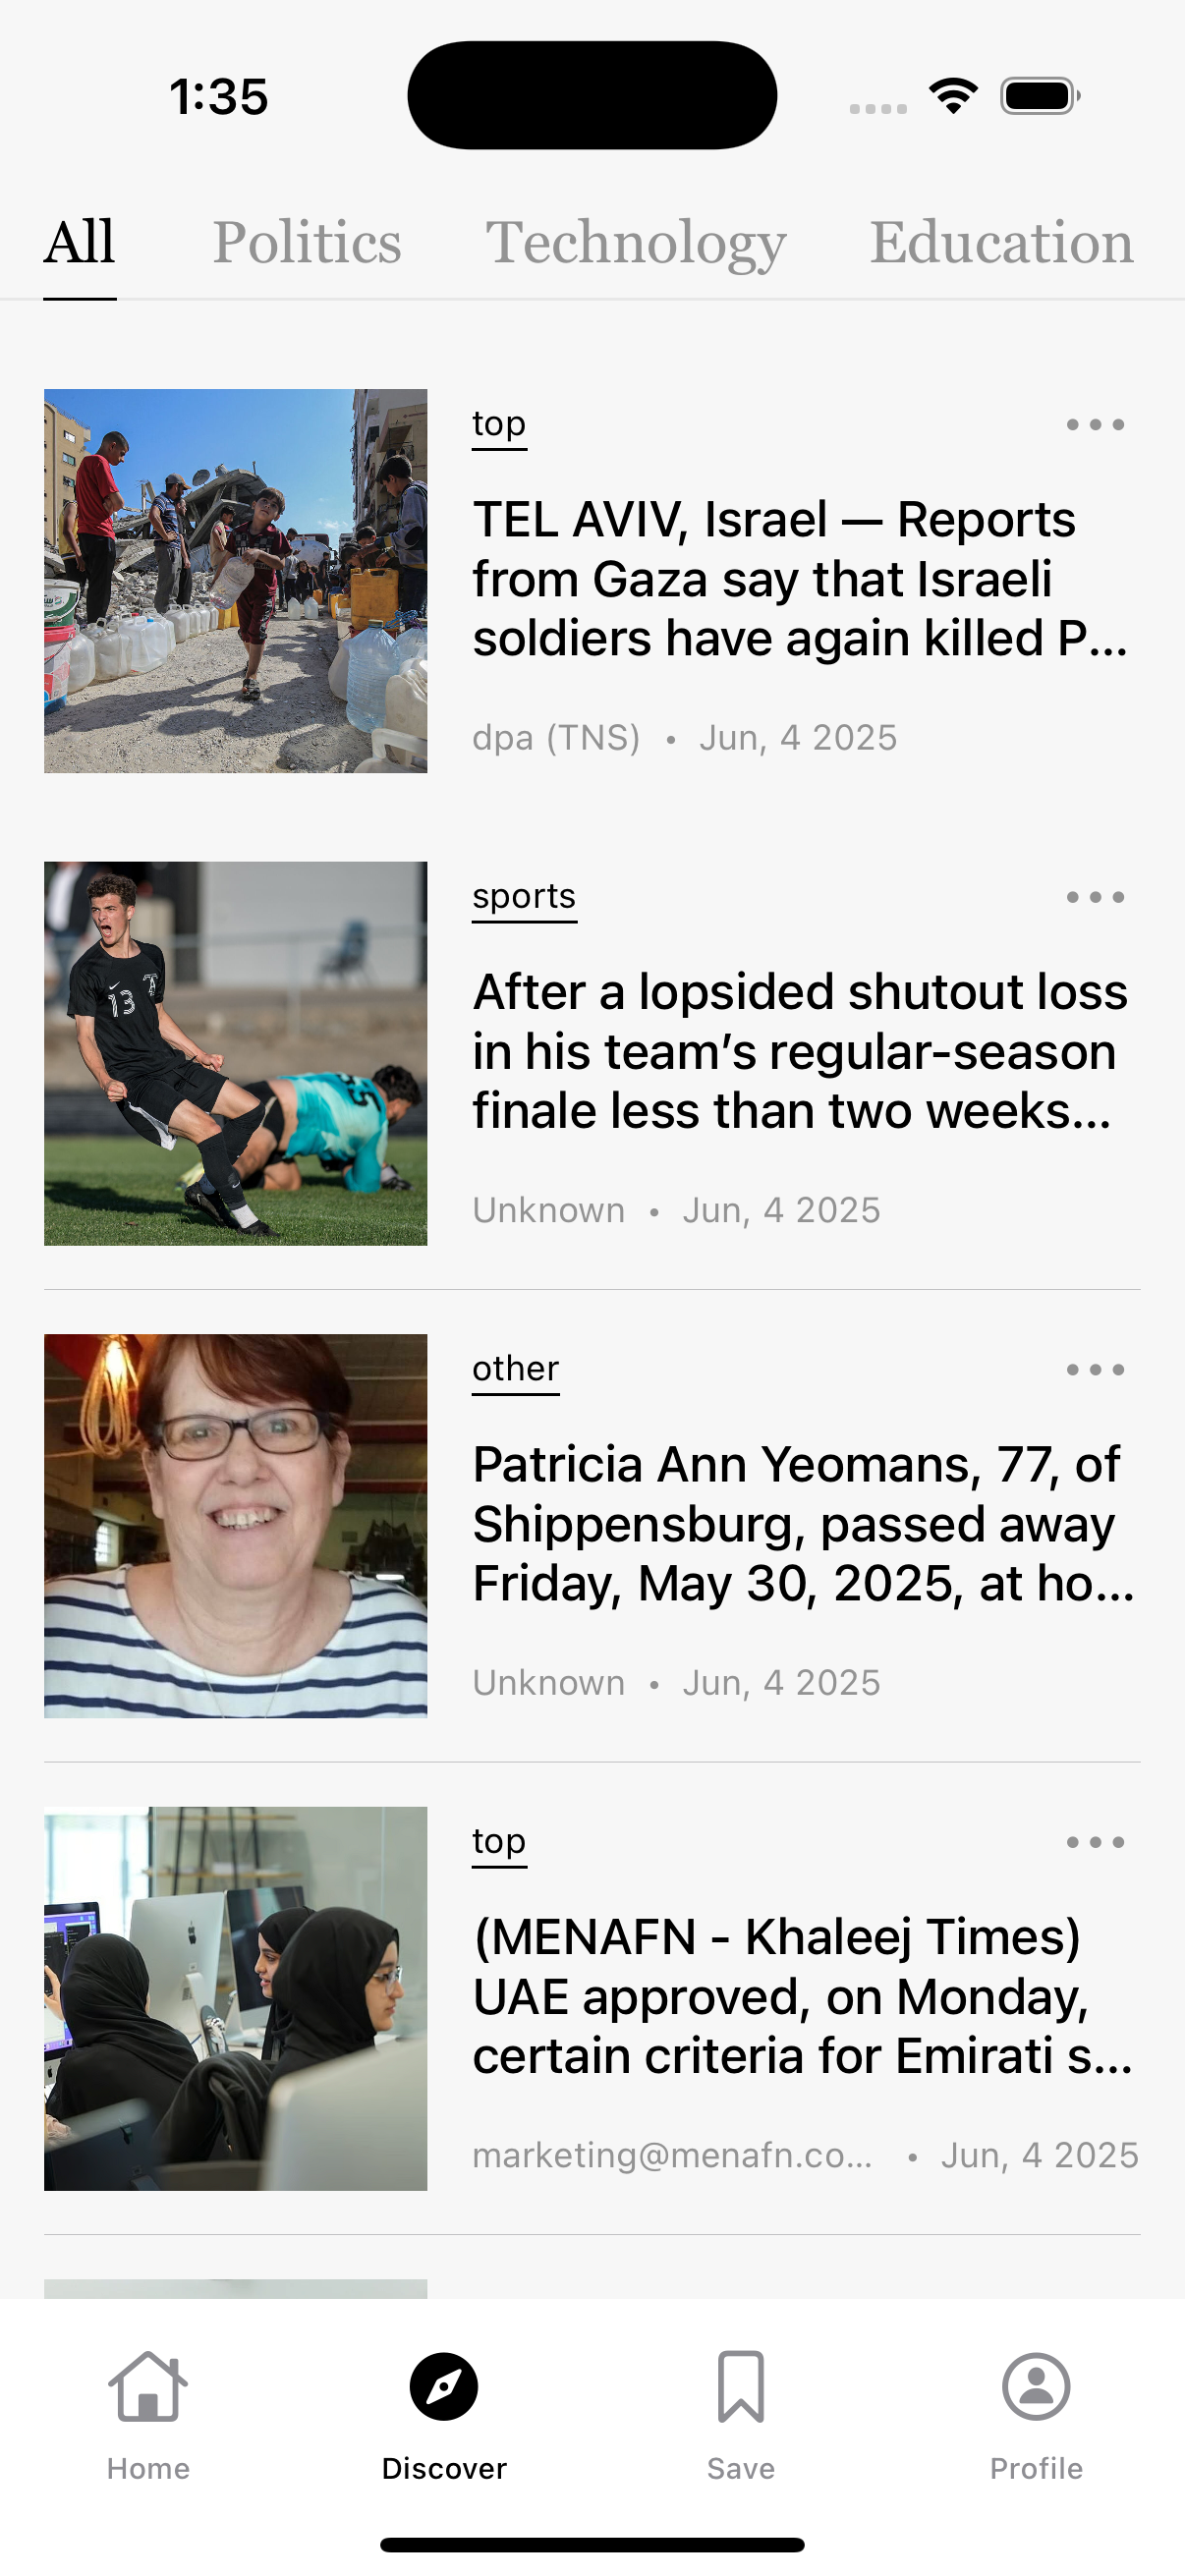 1:35
All Politics Technology Education
top
TEL AVIV, Israel — Reports
from Gaza say that Israeli
soldiers have again killed P...
dpa (TNS) • Jun, 4 2025
13
sports
After a lopsided shutout loss
in his team’s regular-season
finale less than two weeks...
Unknown • Jun, 4 2025
other
Patricia Ann Yeomans, 77, of
Shippensburg, passed away
Friday, May 30, 2025, at ho...
Unknown • Jun, 4 2025
top
(MENAFN - Khaleej Times)
UAE approved, on Monday,
certain criteria for Emirati s...
marketing@menafn.co... • Jun, 4 2025
Home Discover Save Profile